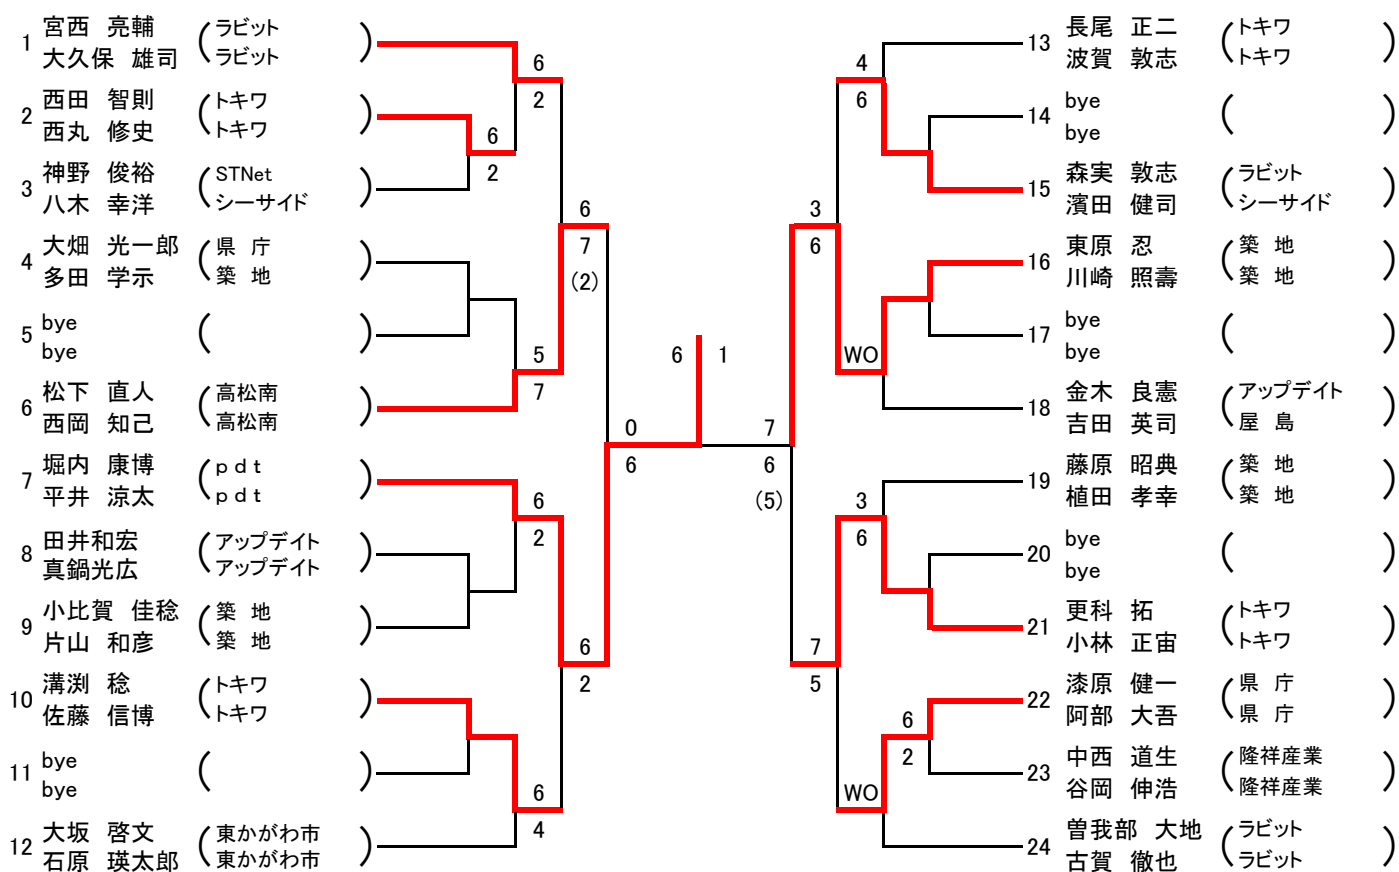 1 宮西 亮輔 (ラビット)
大久保 雄司 (ラビット)
2 西田 智則 (トキワ)
西丸 修史 (トキワ)
3 神野 俊裕 (STNet)
八木 幸洋 (シーサイド)
4 大畑 光一郎 (県 庁)
多田 学示 (築 地)
5 bye ( )
bye
6 松下 直人 (高松南)
西岡 知己 (高松南)
7 堀内 康博 (pdt)
平井 涼太 (pdt)
8 田井和宏 (アップデイト)
真鍋光広 (アップデイト)
9 小比賀 佳稔 (築 地)
片山 和彦 (築 地)
10 溝渕 稔 (トキワ)
佐藤 信博 (トキワ)
11 bye ( )
bye
12 大坂 啓文 (東かがわ市)
石原 瑛太郎 (東かがわ市)
6
2
6
2
5
7
6
2
6
4
6
7
(2)
6
2
0
6
6 1
7
6
(5)
3
6
7
5
4
6
WO
3
6
WO
6
2
13 長尾 正二 (トキワ)
波賀 敦志 (トキワ)
14 bye ( )
bye
15 森実 敦志 (ラビット)
濱田 健司 (シーサイド)
16 東原 忍 (築 地)
川崎 照壽 (築 地)
17 bye ( )
bye
18 金木 良憲 (アップデイト)
吉田 英司 (屋 島)
19 藤原 昭典 (築 地)
植田 孝幸 (築 地)
20 bye ( )
bye
21 更科 拓 (トキワ)
小林 正宙 (トキワ)
22 漆原 健一 (県 庁)
阿部 大吾 (県 庁)
23 中西 道生 (隆祥産業)
谷岡 伸浩 (隆祥産業)
24 曽我部 大地 (ラビット)
古賀 徹也 (ラビット)